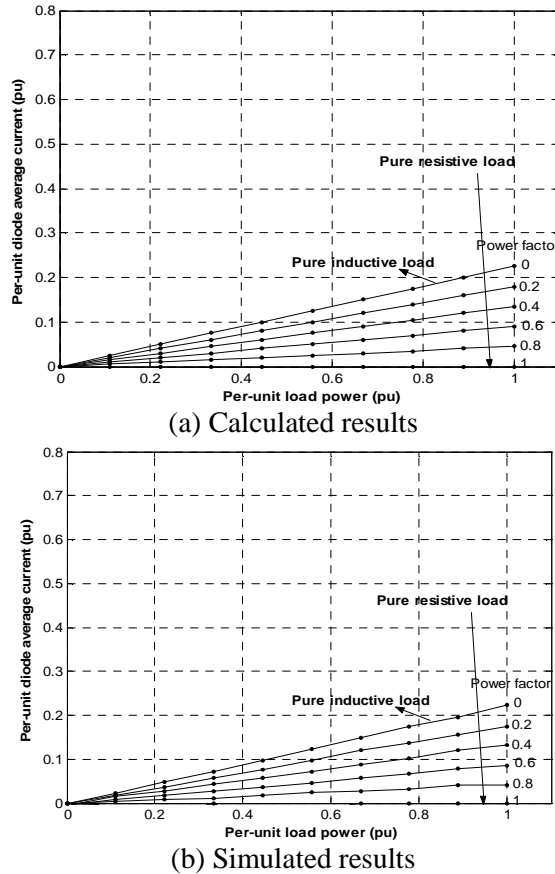 0.8
0.7
0.6
0.5
0.4
0.3
0.2
0.1
0
Per-unit diode average current (pu)
Pure resistive load
Pure inductive load
Power factor
0
0.2
0.4
0.6
0.8
1
0 0.2 0.4 0.6 0.8 1
Per-unit load power (pu)
(a) Calculated results
0.8
0.7
0.6
0.5
0.4
0.3
0.2
0.1
0
Per-unit diode average current (pu)
Pure resistive load
Pure inductive load
Power factor
0
0.2
0.4
0.6
0.8
1
0 0.2 0.4 0.6 0.8 1
Per-unit load power (pu)
(b) Simulated results